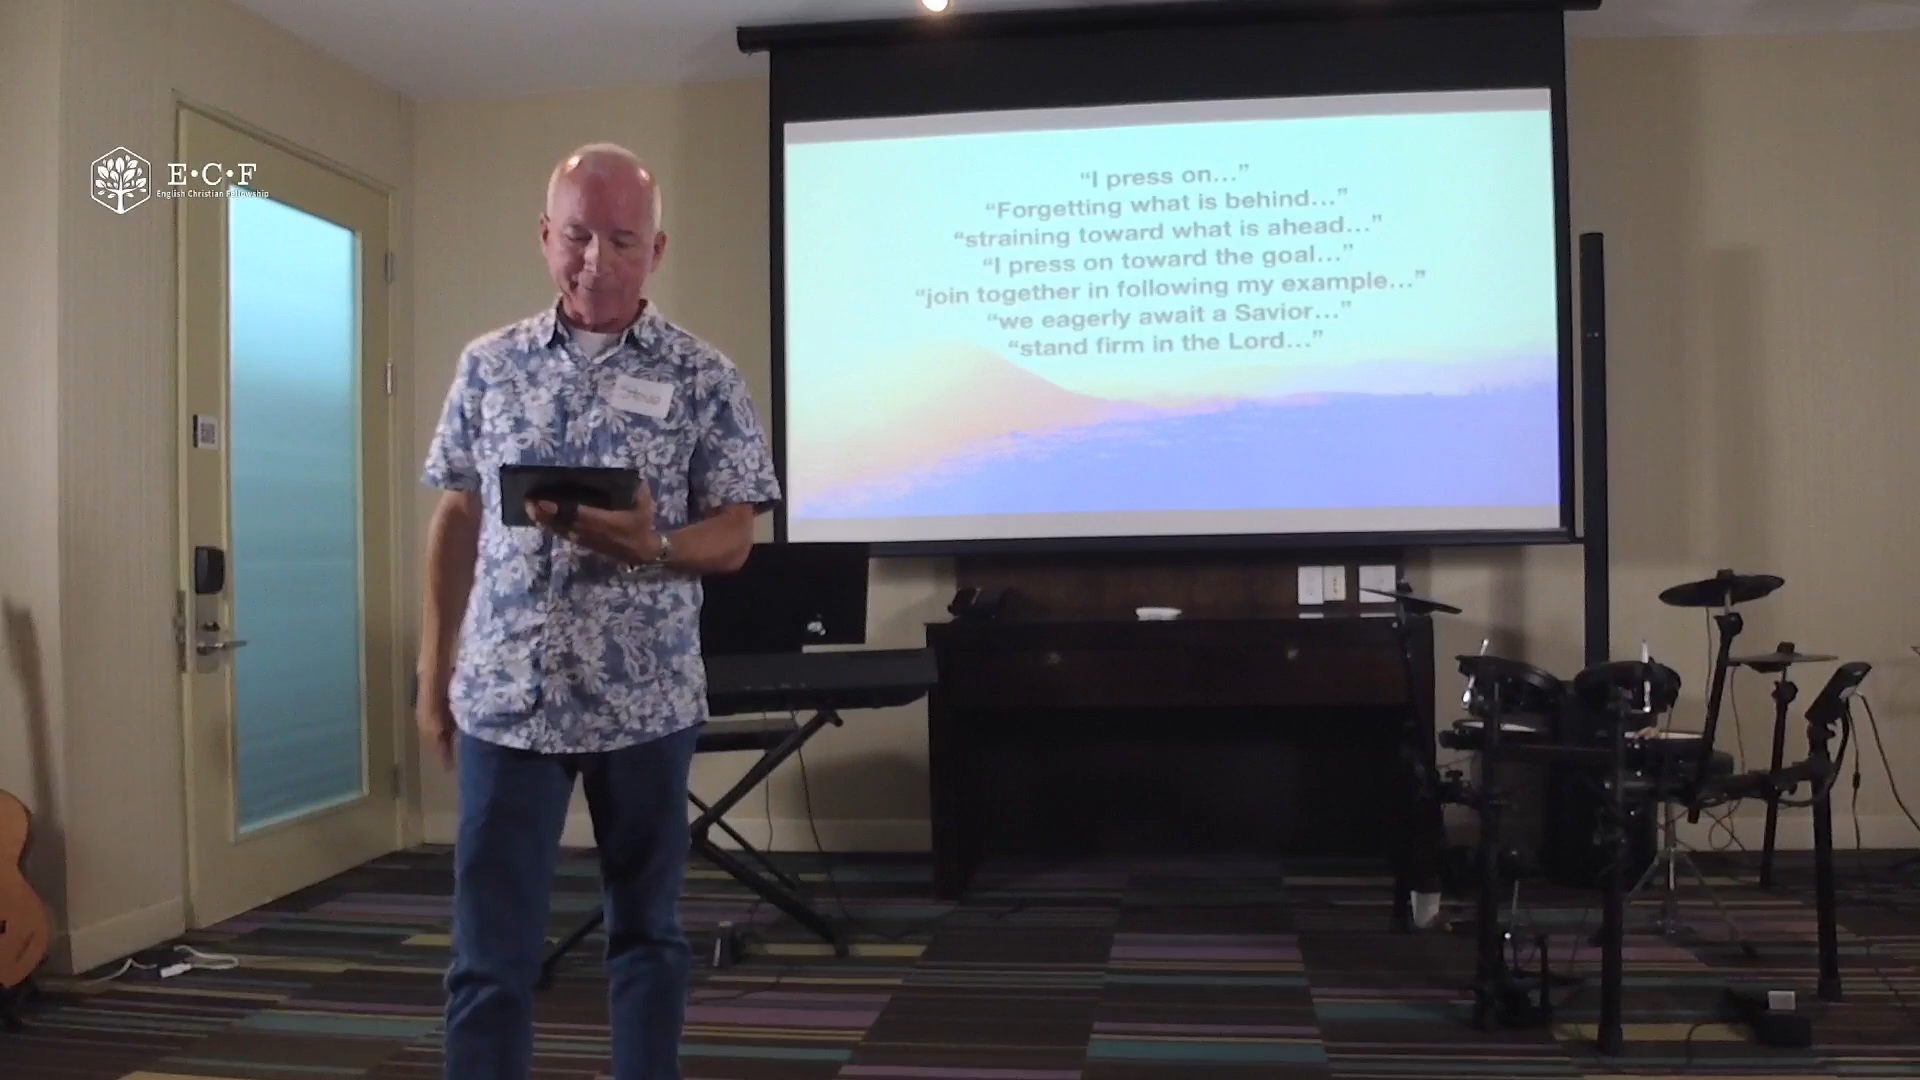 E·C·F
English Christian Fellowship
“I press on...”
“Forgetting what is behind...”
“straining toward what is ahead...”
“I press on toward the goal...”
“join together in following my example...”
“we eagerly await a Savior...”
“stand firm in the Lord...”